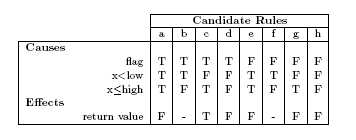 Candidate Rules
a b c d e f g h
Causes
flag T T T T F F F F
x<low T T F F T T F F
x≤high T F T F T F T F
Effects
return value F - T F F - F F